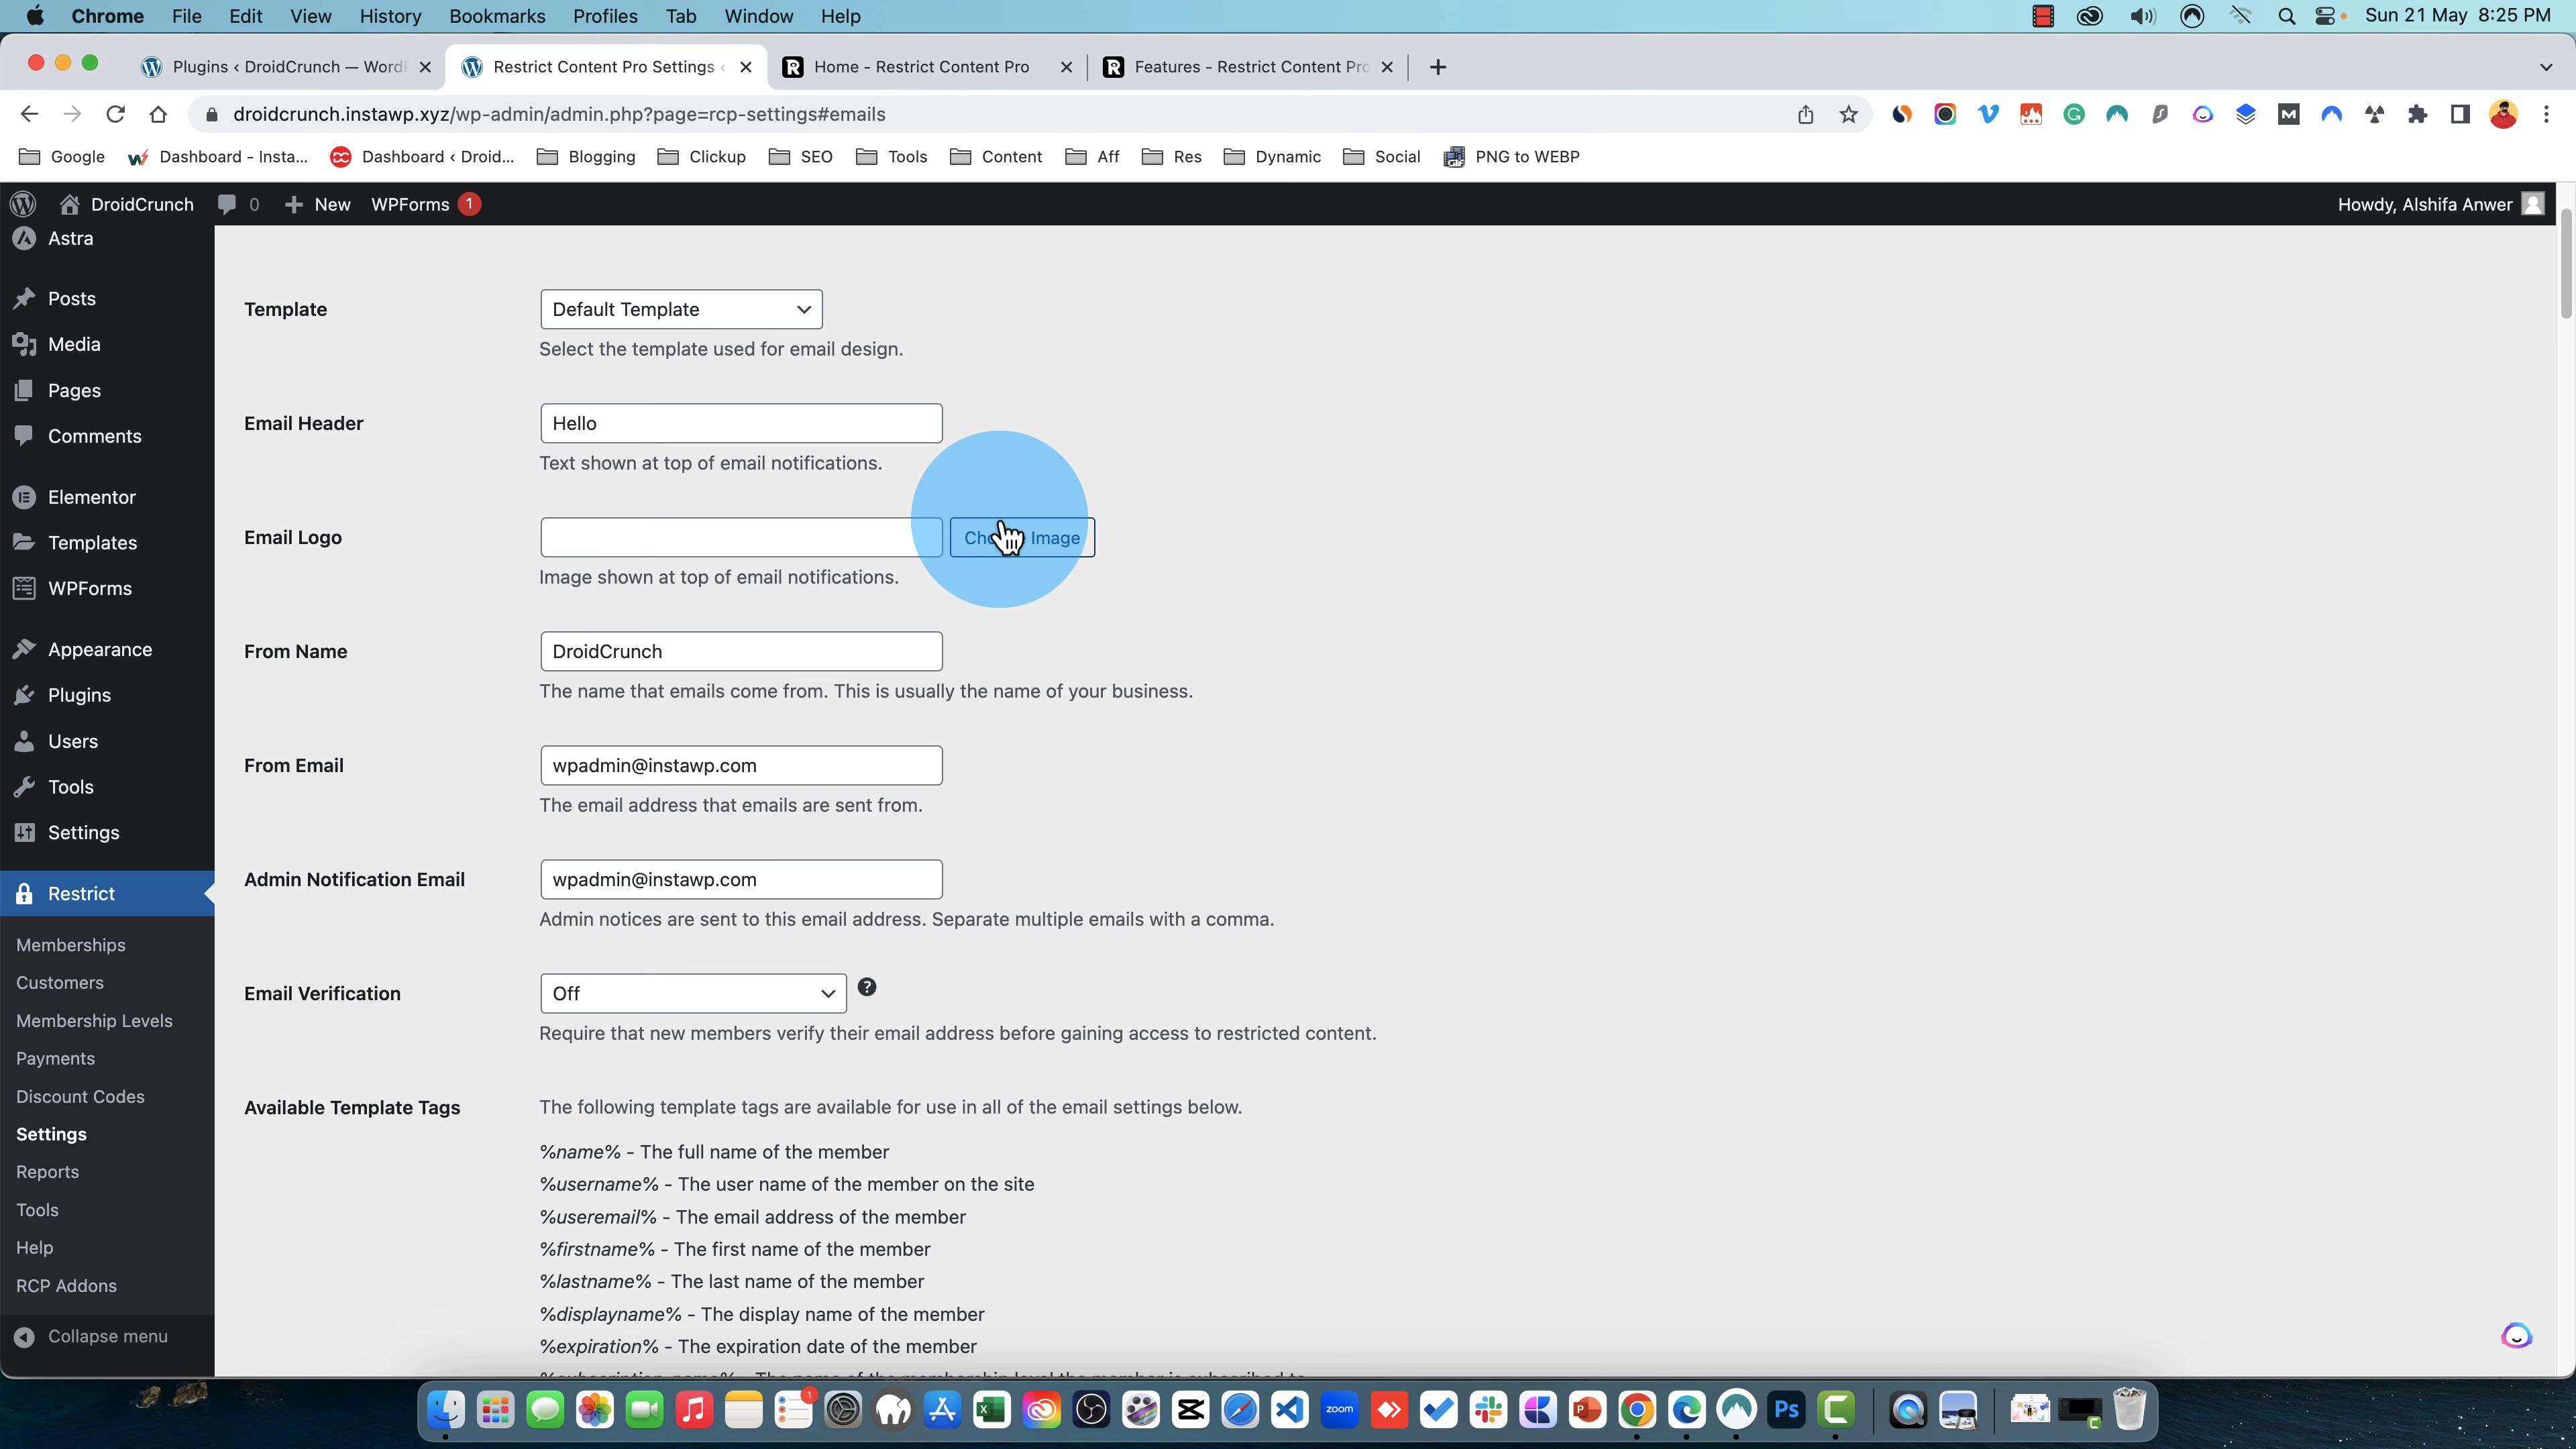 Chrome File Edit View History Bookmarks Profiles Tab Window Help Sun 21 May 8:25 PM
Plugins ‹ DroidCrunch — WordP Restrict Content Pro Settings ‹ Home - Restrict Content Pro Features - Restrict Content Pro
droidcrunch.instawp.xyz/wp-admin/admin.php?page=rcp-settings#emails
Google Dashboard - Insta... Dashboard ‹ Droid... Blogging Clickup SEO Tools Content Aff Res Dynamic Social PNG to WEBP
DroidCrunch 0 New WPForms 1 Howdy, Alshifa Anwer
Astra
Posts
Media
Pages
Comments
Elementor
Templates
WPForms
Appearance
Plugins
Users
Tools
Settings
Restrict
Memberships
Customers
Membership Levels
Payments
Discount Codes
Settings
Reports
Tools
Help
RCP Addons
Collapse menu
Template Default Template
Select the template used for email design.
Email Header Hello
Text shown at top of email notifications.
Email Logo Image
Image shown at top of email notifications.
From Name DroidCrunch
The name that emails come from. This is usually the name of your business.
From Email wpadmin@instawp.com
The email address that emails are sent from.
Admin Notification Email wpadmin@instawp.com
Admin notices are sent to this email address. Separate multiple emails with a comma.
Email Verification Off ?
Require that new members verify their email address before gaining access to restricted content.
Available Template Tags The following template tags are available for use in all of the email settings below.
%name% - The full name of the member
%username% - The user name of the member on the site
%useremail% - The email address of the member
%firstname% - The first name of the member
%lastname% - The last name of the member
%displayname% - The display name of the member
%expiration% - The expiration date of the member
1
zoom
Ps